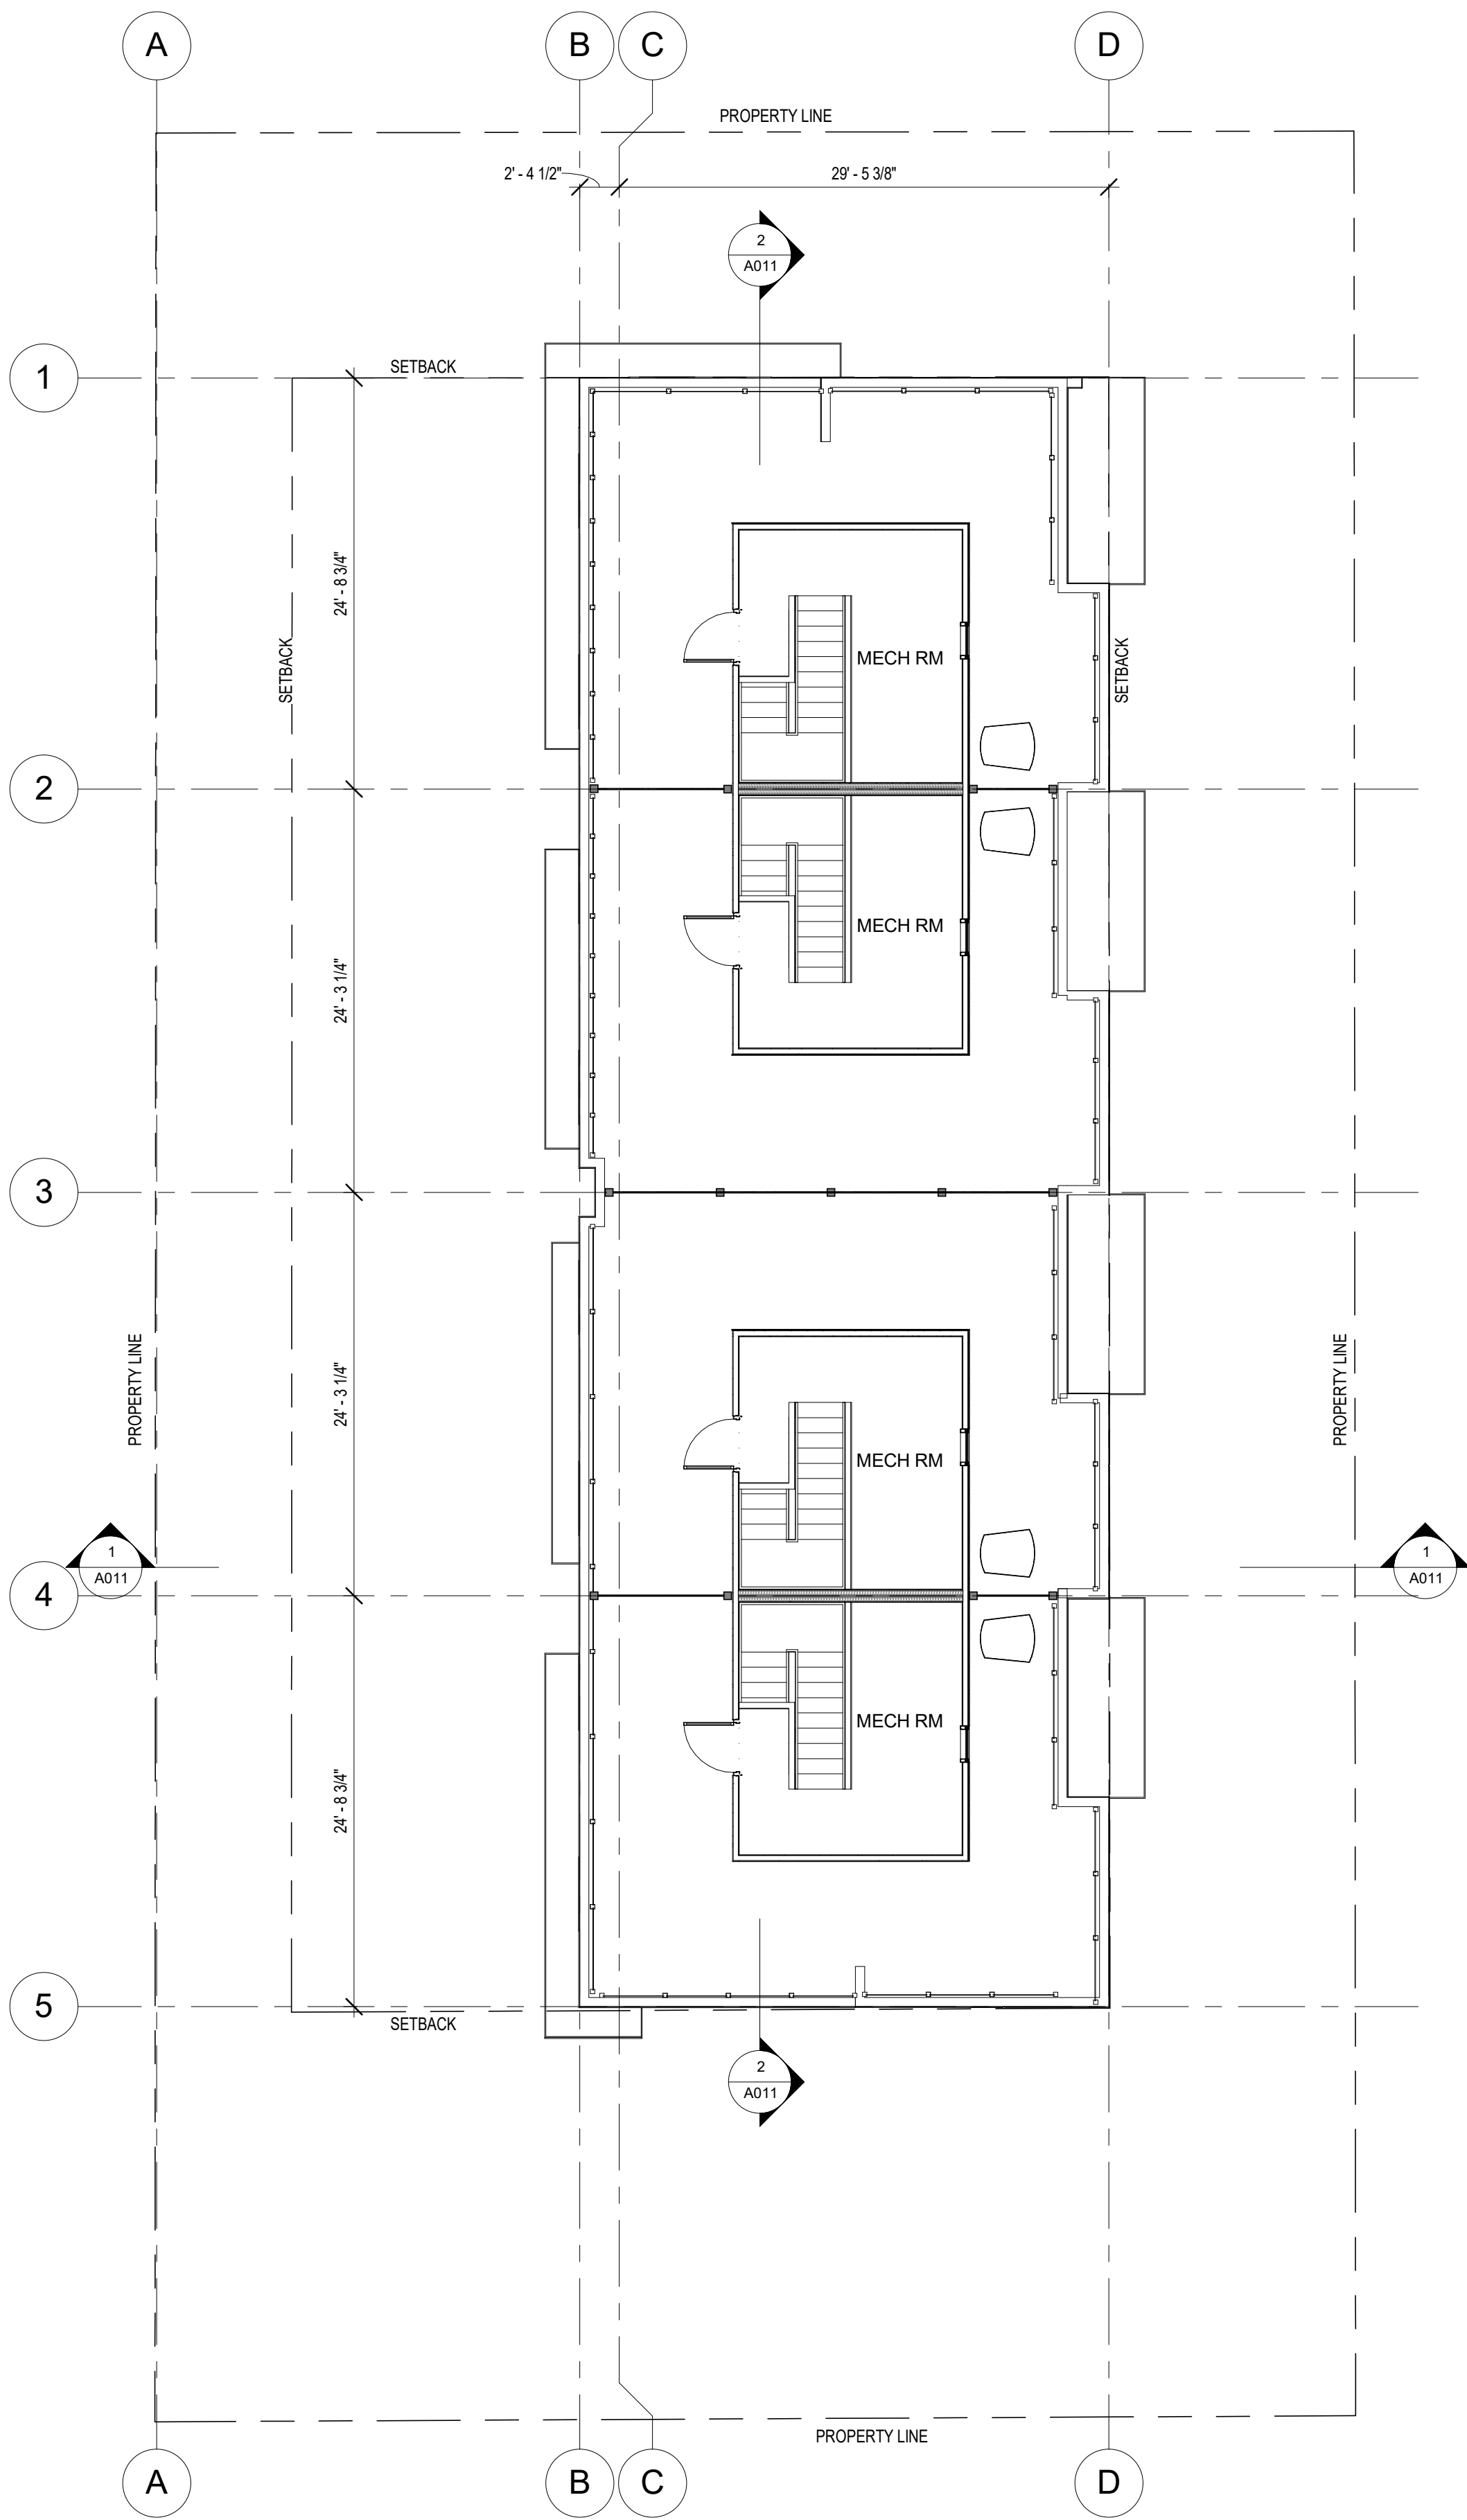 A
B
C
D
PROPERTY LINE
2' - 4 1/2"
29' - 5 3/8"
2
A011
1
SETBACK
24' - 8 3/4"
SETBACK
MECH RM
SETBACK
2
MECH RM
24' - 3 1/4"
3
PROPERTY LINE
24' - 3 1/4"
PROPERTY LINE
MECH RM
1
A011
1
A011
4
MECH RM
24' - 8 3/4"
5
SETBACK
2
A011
PROPERTY LINE
A
B
C
D